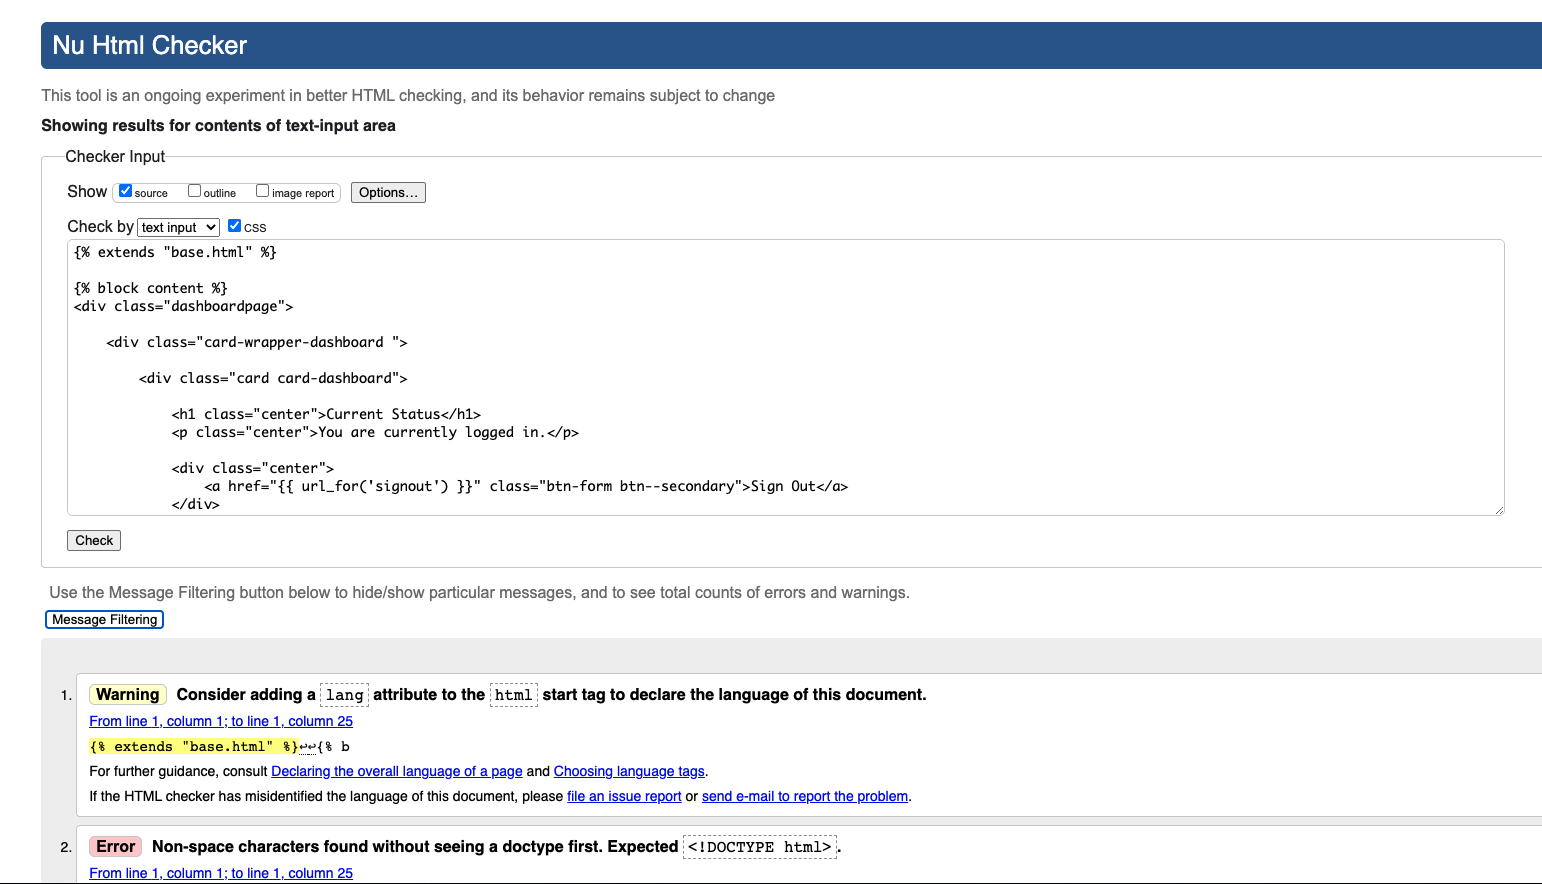 Nu Html Checker
This tool is an ongoing experiment in better HTML checking, and its behavior remains subject to change
Showing results for contents of text-input area
Checker Input
Show source outline image report Options...
Check by text input CSS
{% extends "base.html" %}
{% block content %}
<div class="dashboardpage">
<div class="card-wrapper-dashboard ">
<div class="card card-dashboard">
<h1 class="center">Current Status</h1>
<p class="center">You are currently logged in.</p>
<div class="center">
<a href="{{ url_for('signout') }}" class="btn-form btn--secondary">Sign Out</a>
</div>
Check
Use the Message Filtering button below to hide/show particular messages, and to see total counts of errors and warnings.
Message Filtering
1. Warning Consider adding a lang attribute to the html start tag to declare the language of this document.
From line 1, column 1; to line 1, column 25
{% extends "base.html" %}↩↩{% b
For further guidance, consult Declaring the overall language of a page and Choosing language tags.
If the HTML checker has misidentified the language of this document, please file an issue report or send e-mail to report the problem.
2. Error Non-space characters found without seeing a doctype first. Expected <!DOCTYPE html>.
From line 1, column 1; to line 1, column 25